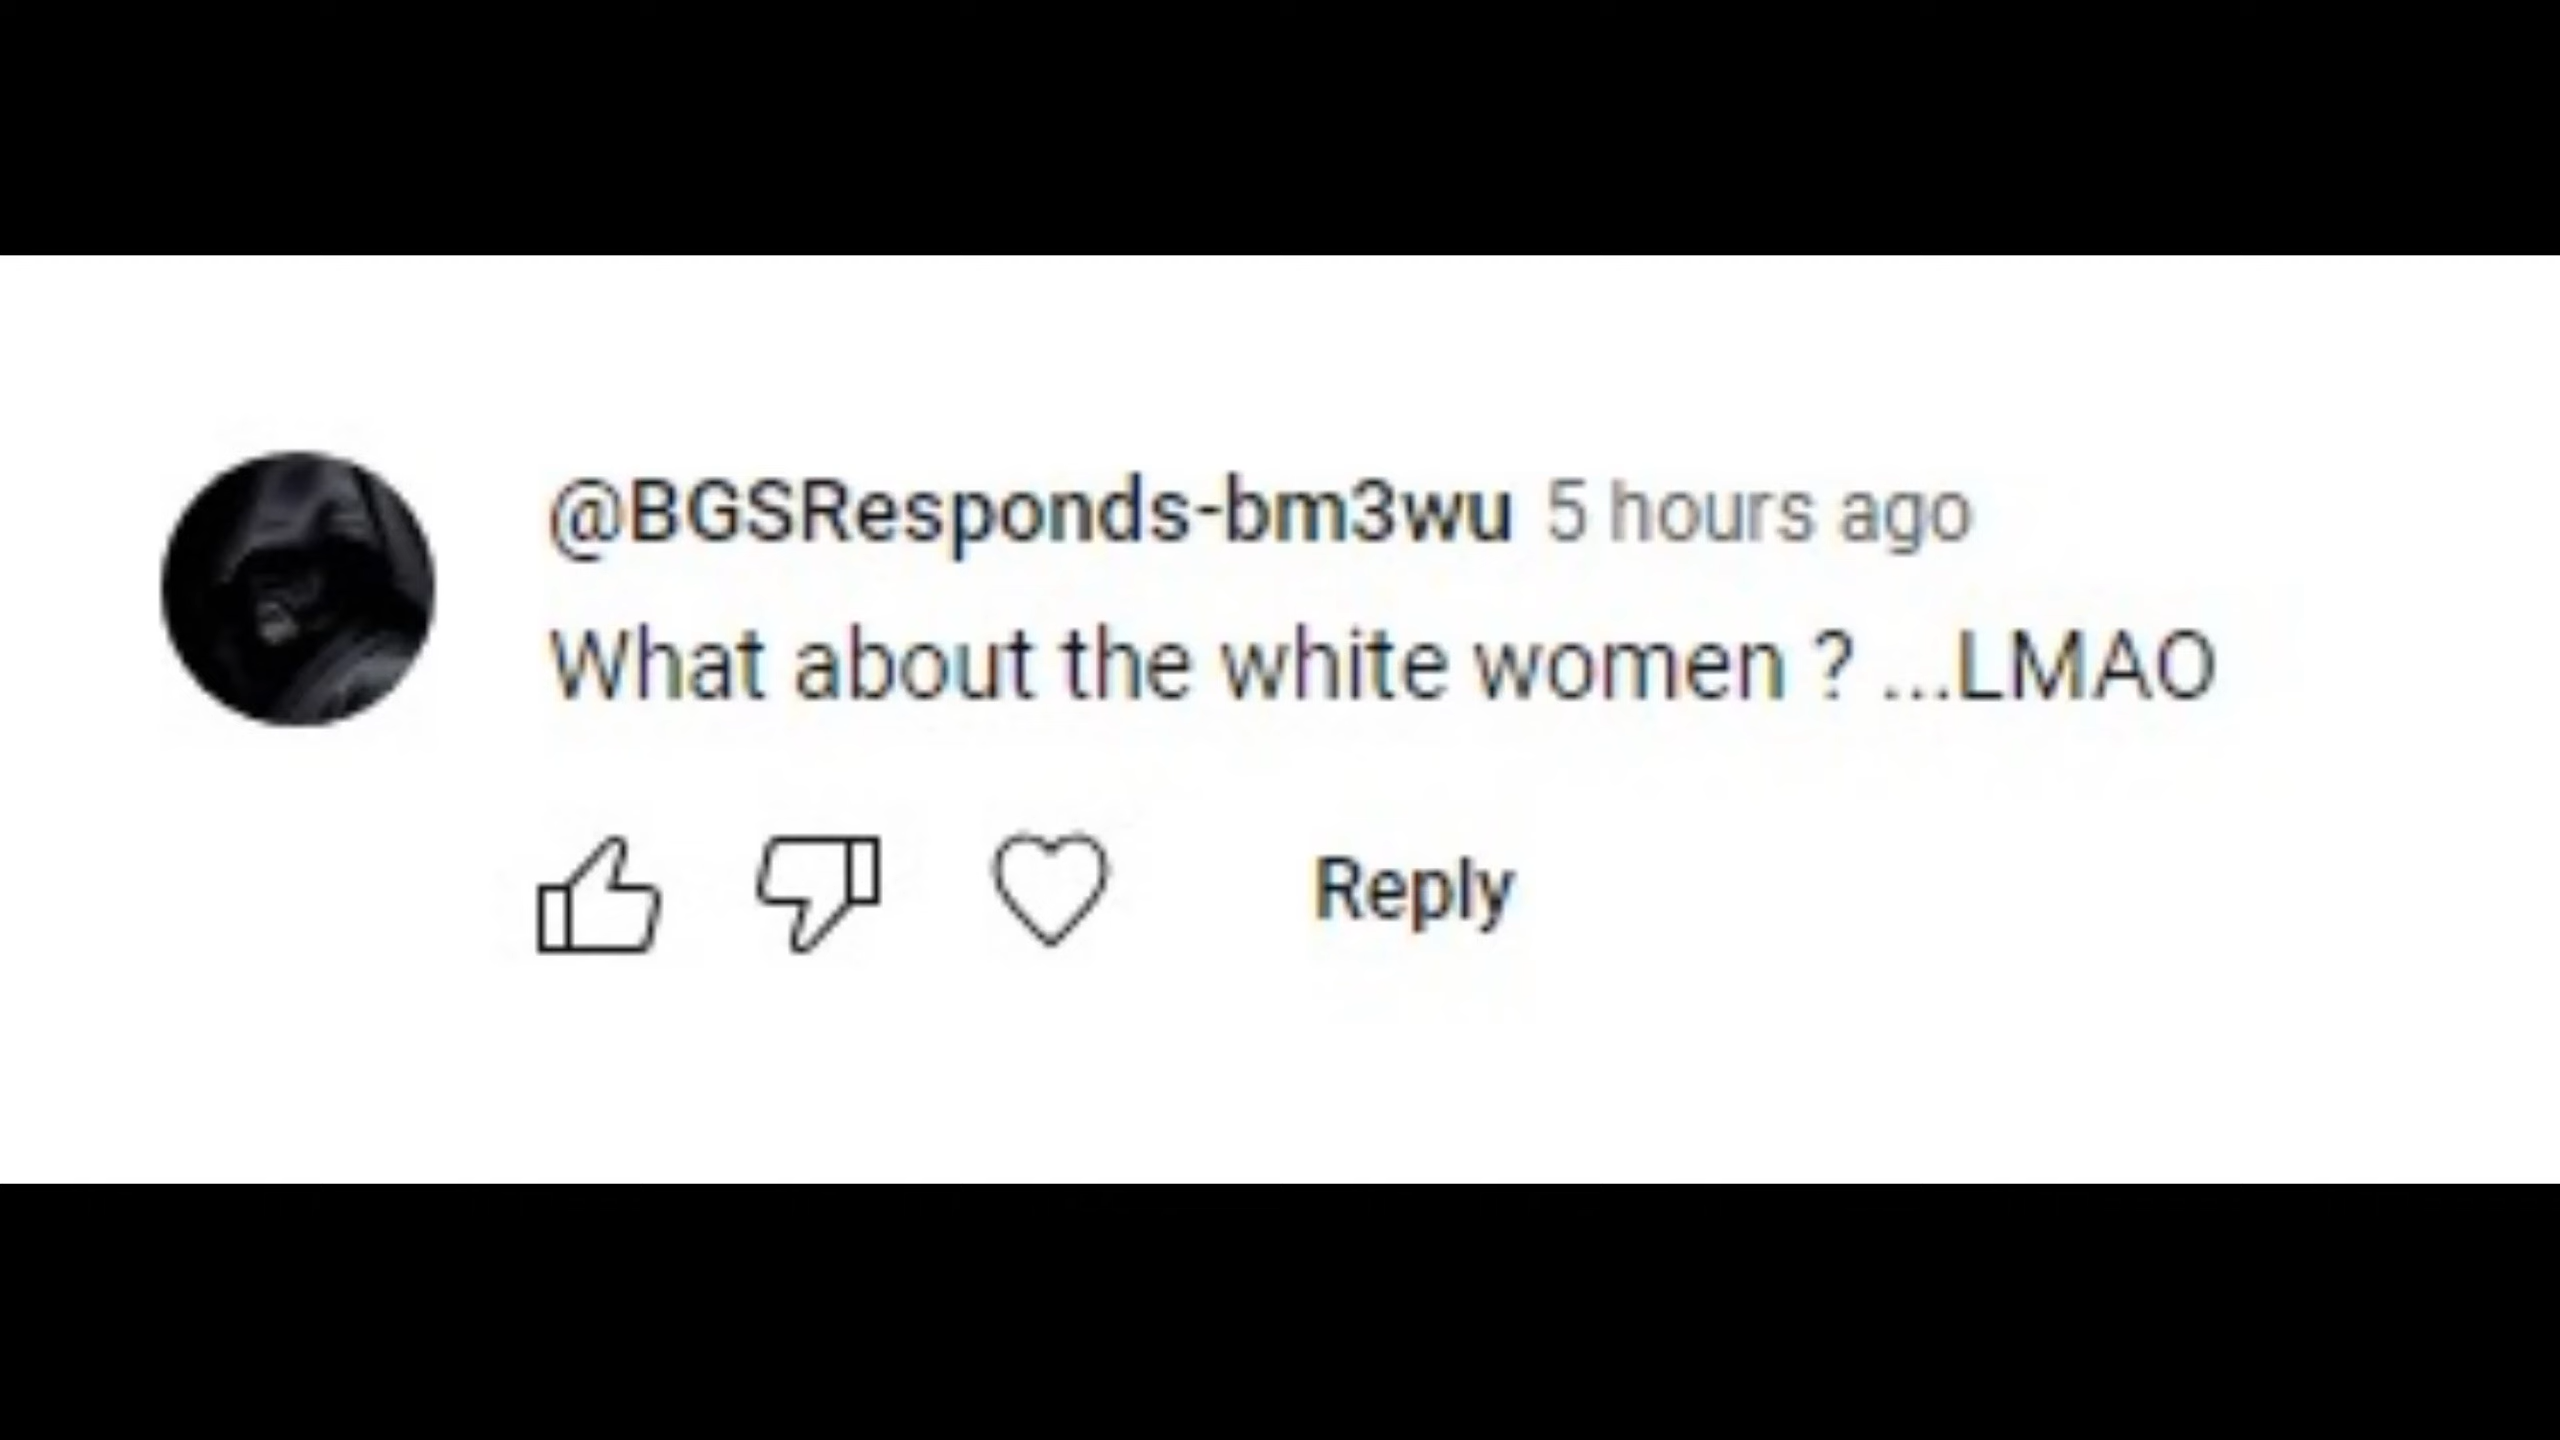 @BGSResponds-bm3wu 5 hours ago
What about the white women ? ...LMAO
Reply